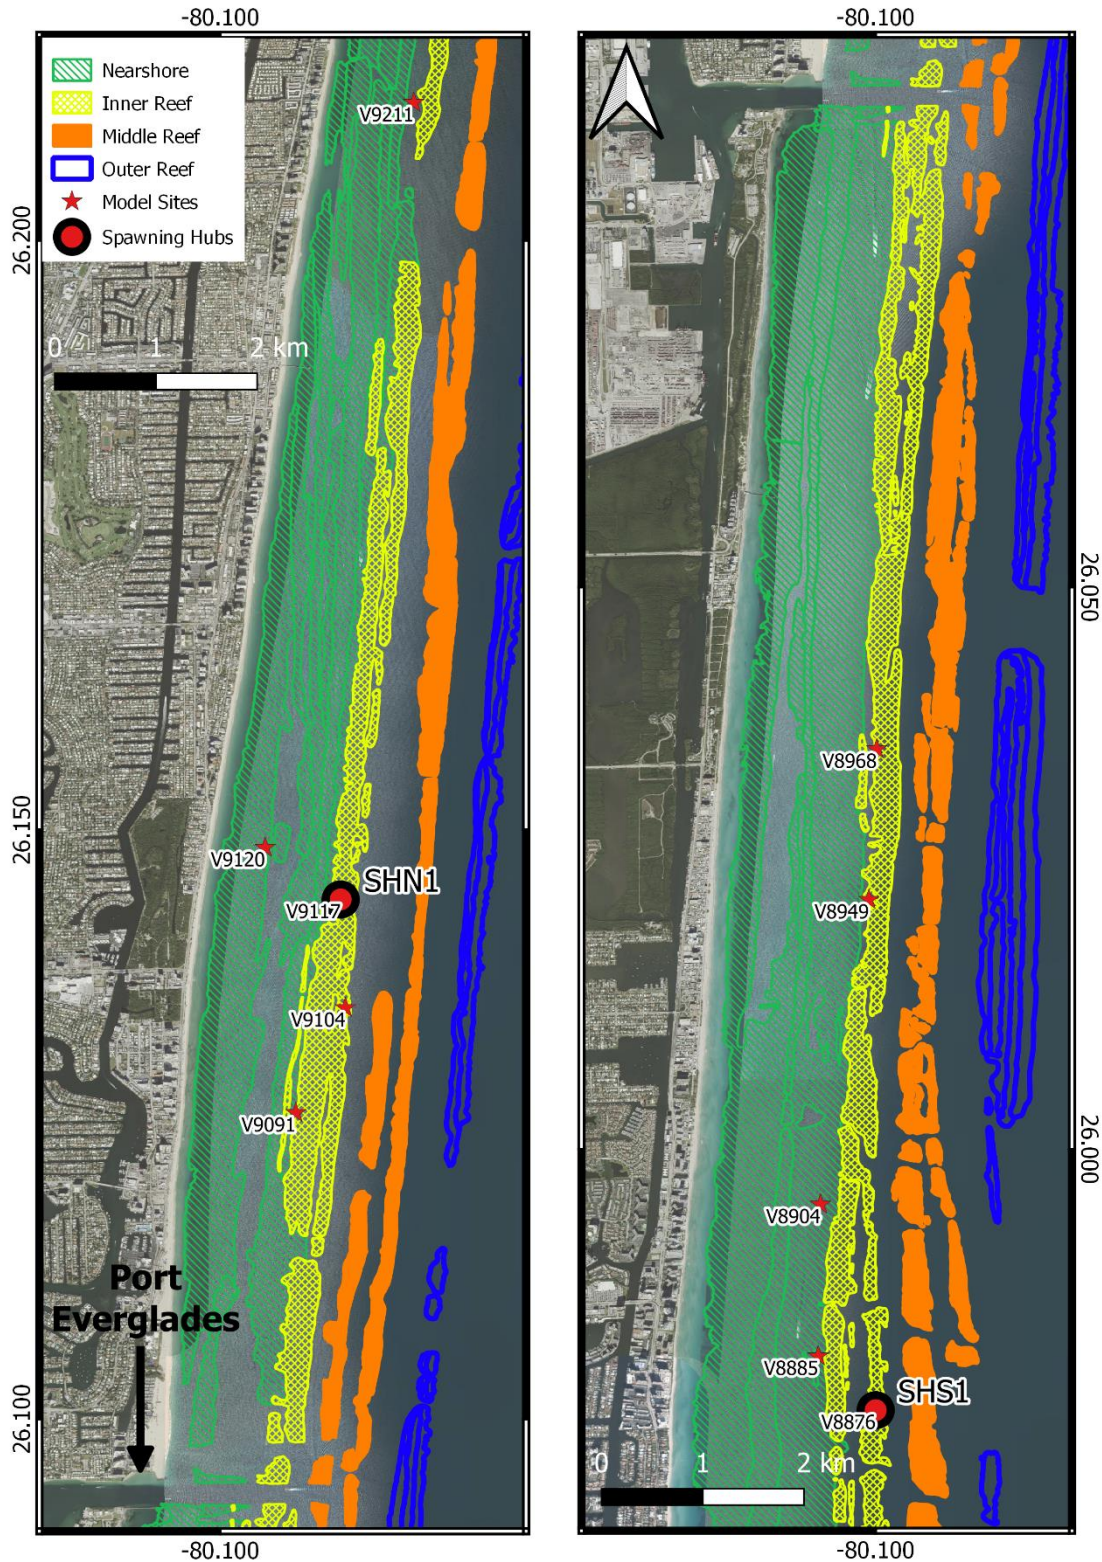 -80.100
-80.100
Nearshore
Inner Reef
Middle Reef
Outer Reef
Model Sites
Spawning Hubs
V9211
26.200
0 1 2 km
26.150
V9120
SHN1
V9117
V9104
V9091
Port
Everglades
26.100
-80.100
26.050
V8968
V8949
26.000
V8904
V8885
SHS1
V8876
0 1 2 km
-80.100